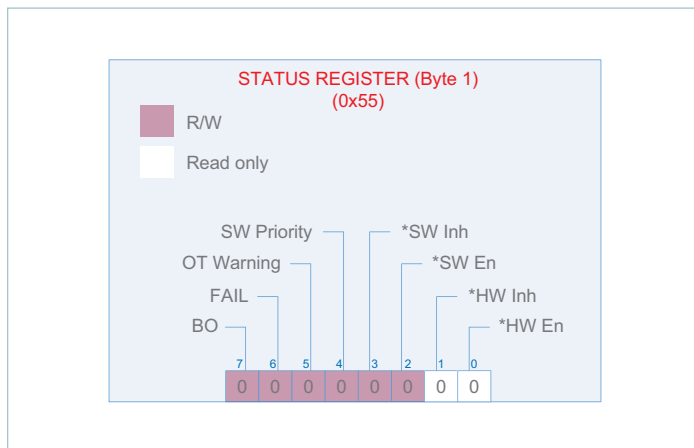 STATUS REGISTER (Byte 1)
(0x55)
R/W
Read only
SW Priority *SW Inh
OT Warning *SW En
FAIL *HW Inh
BO *HW En
7 6 5 4 3 2 1 0
0 0 0 0 0 0 0 0